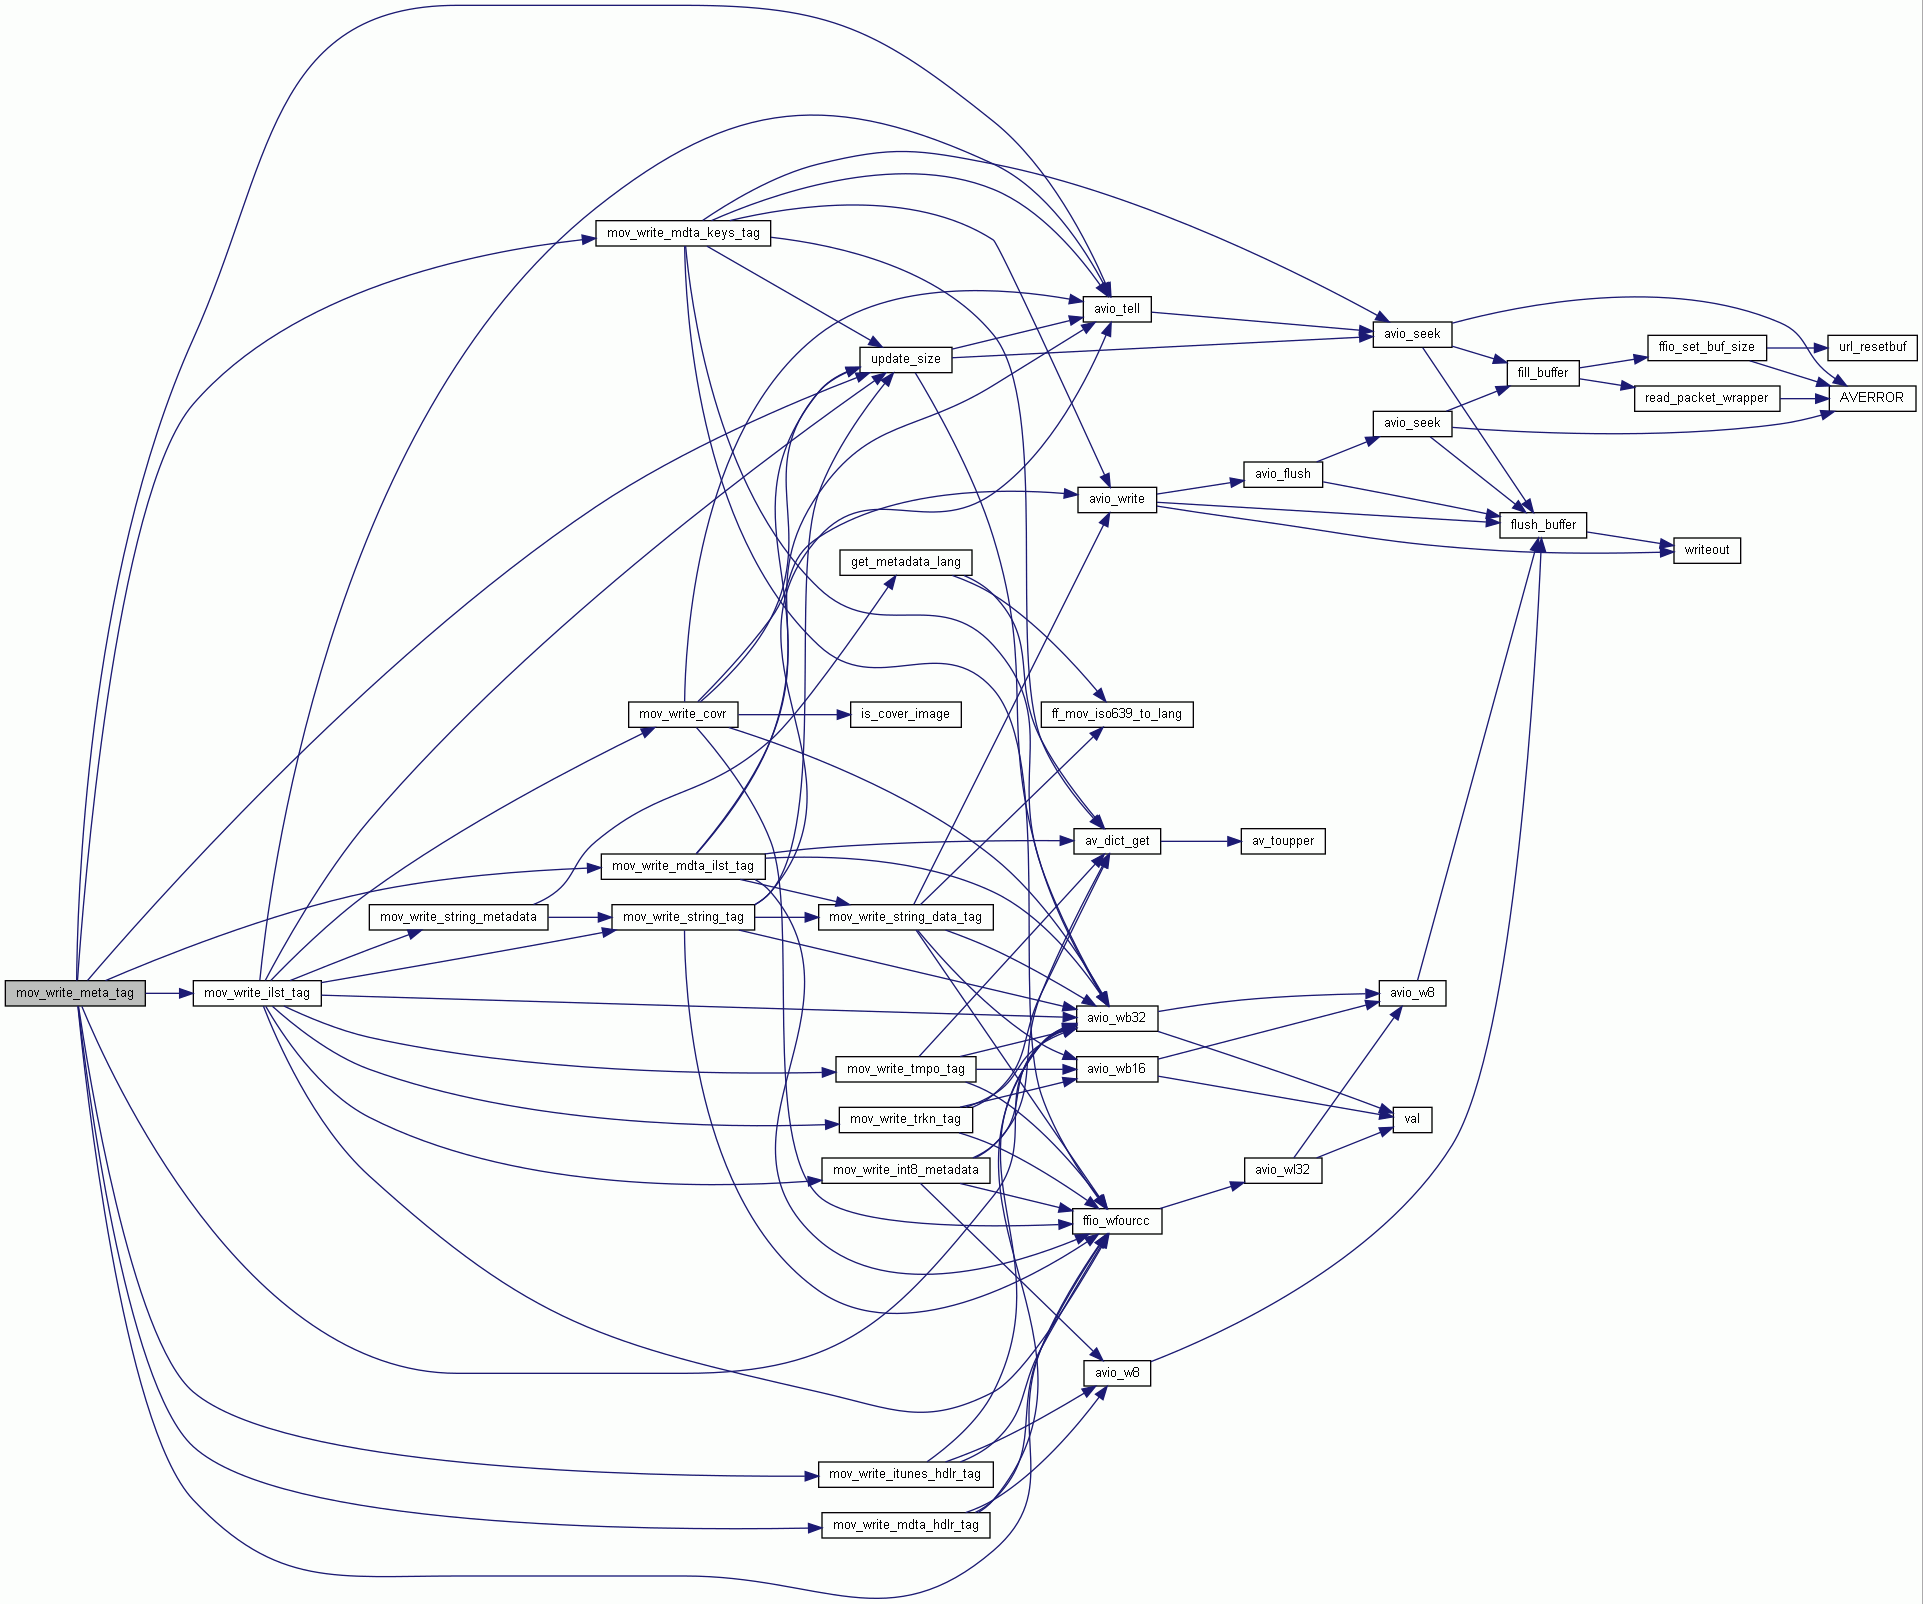 mov_write_mdta_keys_tag
avio_tell
avio_seek
ffio_set_buf_size
url_resetbuf
update_size
fill_buffer
read_packet_wrapper
AVERROR
avio_seek
avio_flush
avio_write
flush_buffer
writeout
get_metadata_lang
mov_write_covr
is_cover_image
ff_mov_iso639_to_lang
av_dict_get
av_toupper
mov_write_mdta_ilst_tag
mov_write_string_metadata
mov_write_string_tag
mov_write_string_data_tag
mov_write_meta_tag
mov_write_ilst_tag
avio_w8
avio_wb32
mov_write_tmpo_tag
avio_wb16
mov_write_trkn_tag
val
mov_write_int8_metadata
avio_wl32
ffio_wfourcc
avio_w8
mov_write_itunes_hdlr_tag
mov_write_mdta_hdlr_tag